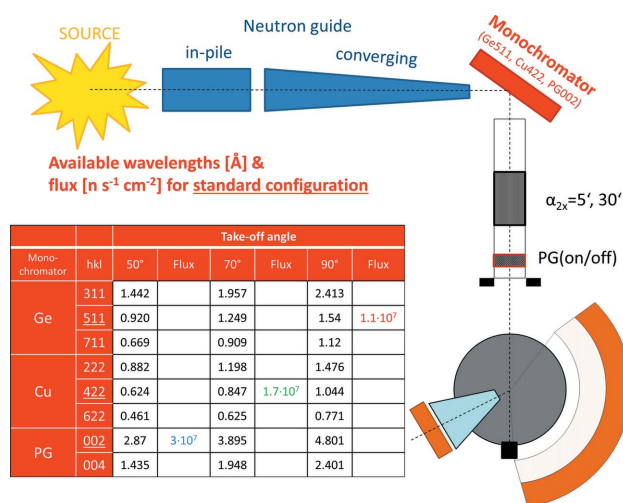 SOURCE
Neutron guide
in-pile
converging
Monochromator
(Ge511, Cu422, PG002)
Available wavelengths [Å] &
flux [n s⁻¹ cm⁻²] for standard configuration
α₂ₓ=5‘, 30‘
PG(on/off)
Take-off angle
Mono-
chromator hkl 50° Flux 70° Flux 90° Flux
Ge
311 1.442 1.957 2.413
511 0.920 1.249 1.54 1.1·10⁷
711 0.669 0.909 1.12
Cu
222 0.882 1.198 1.476
422 0.624 0.847 1.7·10⁷ 1.044
622 0.461 0.625 0.771
PG
002 2.87 3·10⁷ 3.895 4.801
004 1.435 1.948 2.401